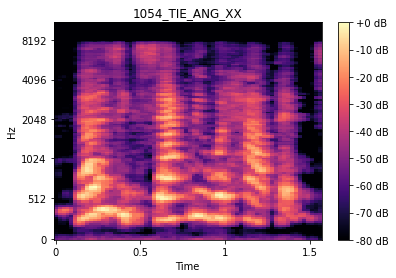 1054_TIE_ANG_XX
8192
4096
2048
1024
512
0
Hz
0
0.5
1
1.5
Time
+0 dB
-10 dB
-20 dB
-30 dB
-40 dB
-50 dB
-60 dB
-70 dB
-80 dB